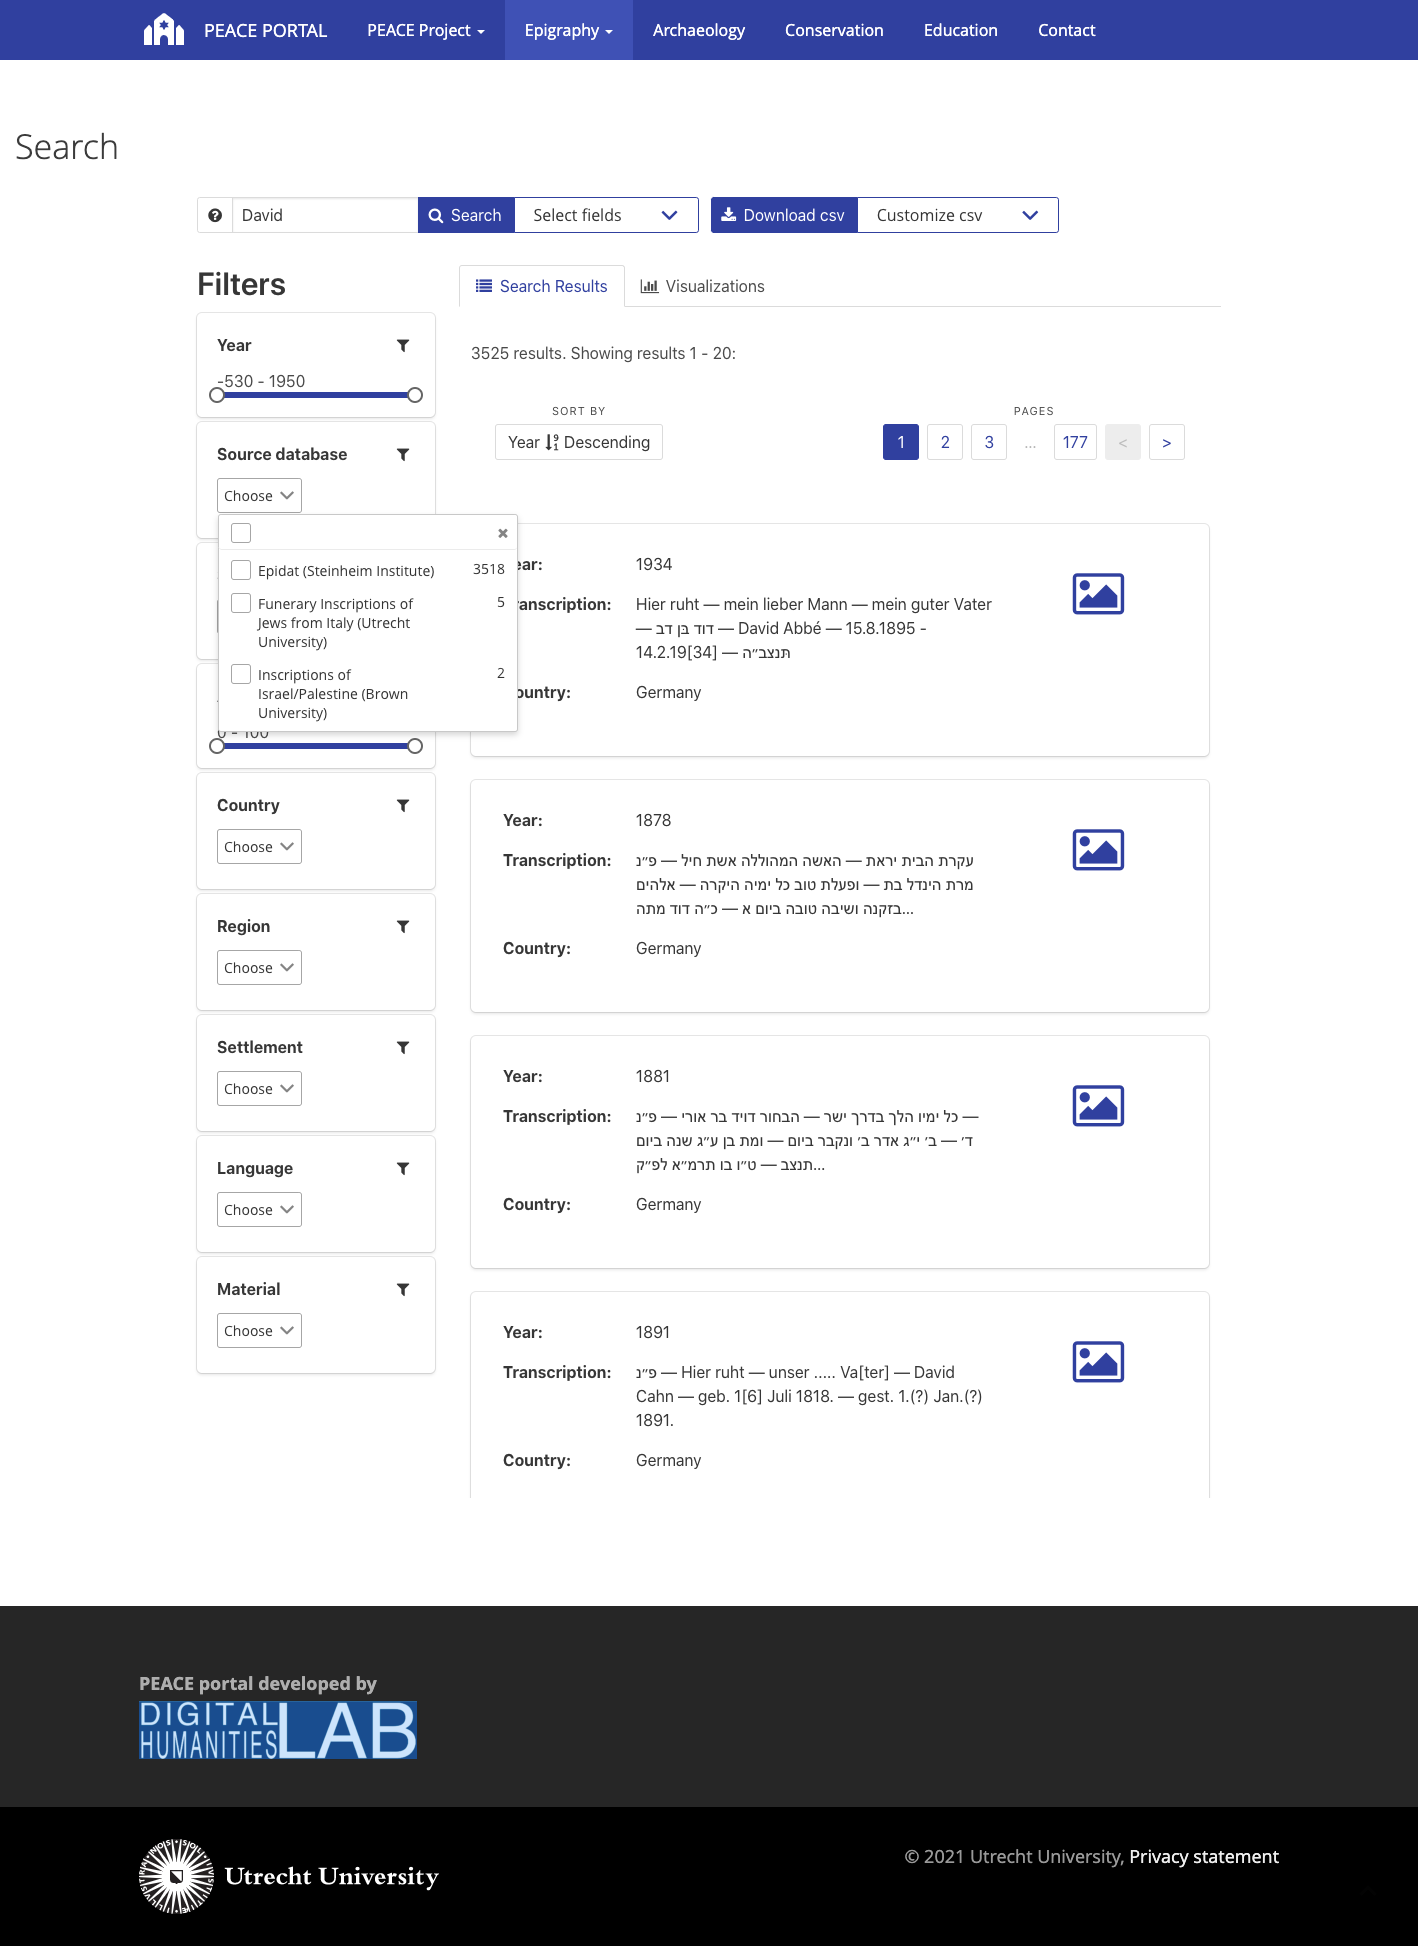 PEACE PORTAL PEACE Project Epigraphy Archaeology Conservation Education Contact
Search
David Search Select fields Download csv Customize csv
Filters
Search Results Visualizations
Year
-530 - 1950
3525 results. Showing results 1 - 20:
SORT BY
Year Descending
PAGES
1 2 3 ... 177 < >
Source database
Choose
Epidat (Steinheim Institute) 3518
Funerary Inscriptions of 5
Jews from Italy (Utrecht
University)
Inscriptions of 2
Israel/Palestine (Brown
University)
0 - 100
Country
Choose
Region
Choose
Settlement
Choose
Language
Choose
Material
Choose
ear: 1934
ranscription: Hier ruht — mein lieber Mann — mein guter Vater
— דוד בן דב — David Abbé — 15.8.1895 -
14.2.19[34] — תנצב״ה
ountry: Germany
Year: 1878
Transcription: פ״נ — האשה המהוללה אשת חיל — עקרת הבית יראת
אלהים — ופעלת טוב כל ימיה היקרה — מרת הינדל בת
כ״ה דוד מתה — בזקנה ושיבה טובה ביום א...
Country: Germany
Year: 1881
Transcription: פ״נ — הבחור דויד בר אורי — כל ימיו הלך בדרך ישר —
ומת בן ע״ג שנה ביום — ב׳ י״ג אדר ב׳ ונקבר ביום — ד׳
ט״ו בו תרמ״א לפ״ק — תנצב...
Country: Germany
Year: 1891
Transcription: פ״נ — Hier ruht — unser ..... Va[ter] — David
Cahn — geb. 1[6] Juli 1818. — gest. 1.(?) Jan.(?)
1891.
Country: Germany
PEACE portal developed by
DIGITAL
HUMANITIES LAB
Utrecht University
© 2021 Utrecht University, Privacy statement